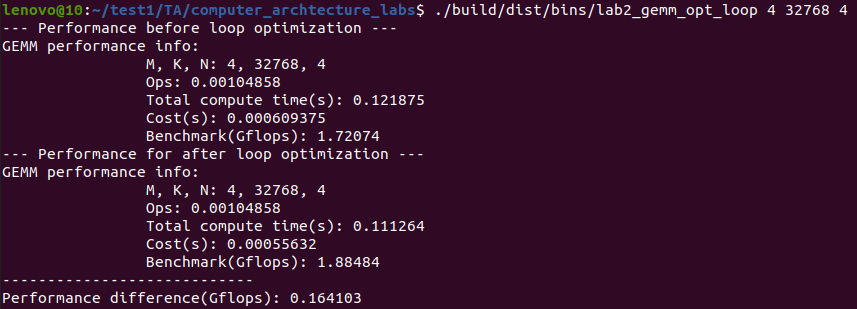 lenovo@10:~/test1/TA/computer_archtecture_labs$ ./build/dist/bins/lab2_gemm_opt_loop 4 32768 4
--- Performance before loop optimization ---
GEMM performance info:
M, K, N: 4, 32768, 4
Ops: 0.00104858
Total compute time(s): 0.121875
Cost(s): 0.000609375
Benchmark(Gflops): 1.72074
--- Performance for after loop optimization ---
GEMM performance info:
M, K, N: 4, 32768, 4
Ops: 0.00104858
Total compute time(s): 0.111264
Cost(s): 0.00055632
Benchmark(Gflops): 1.88484
----------------------------
Performance difference(Gflops): 0.164103